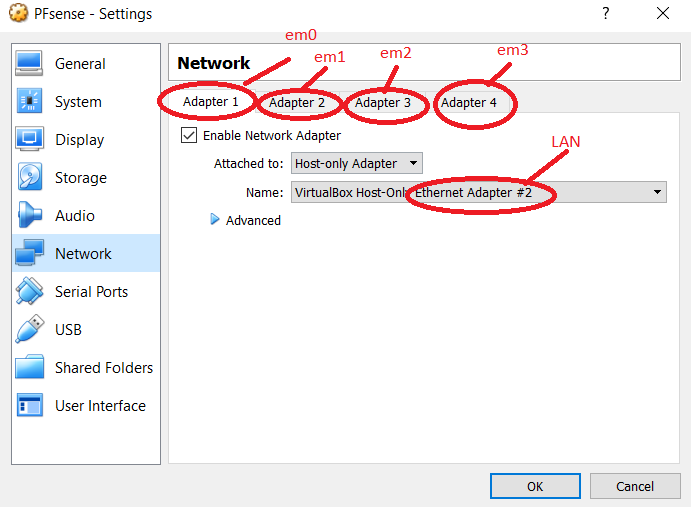 PFsense - Settings
?
em0
em1
em2
em3
General
System
Display
Storage
Audio
Network
Serial Ports
USB
Shared Folders
User Interface
Network
Adapter 1
Adapter 2
Adapter 3
Adapter 4
Enable Network Adapter
LAN
Attached to: Host-only Adapter
Name: VirtualBox Host-Only Ethernet Adapter #2
Advanced
OK
Cancel